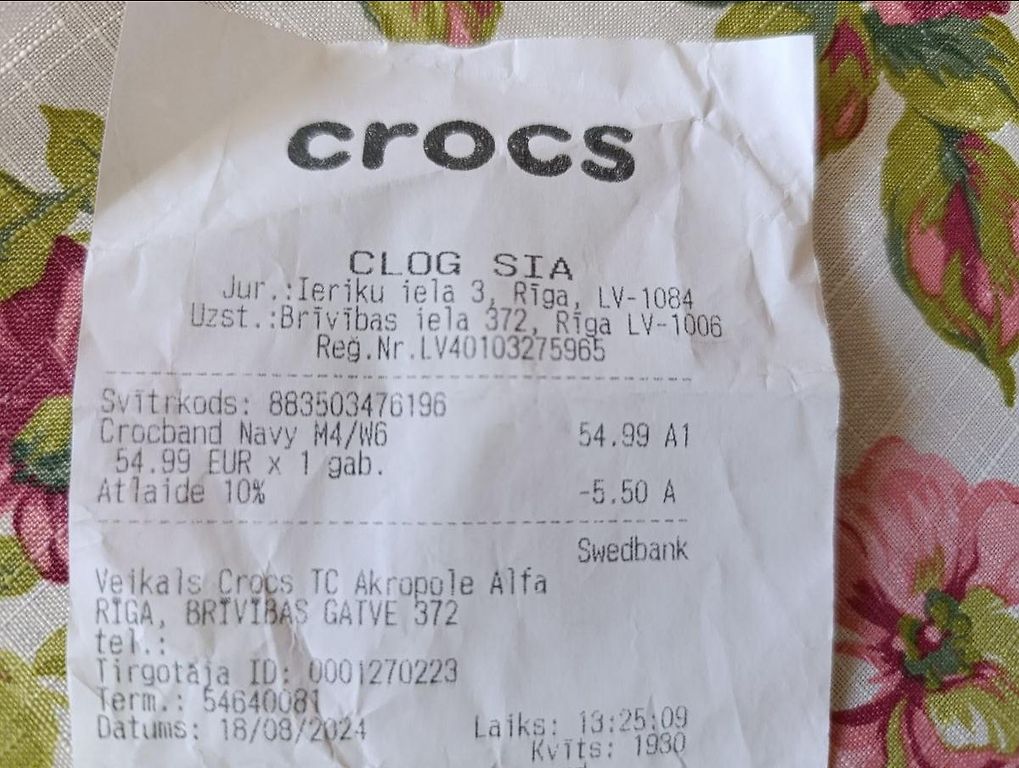 crocs
CLOG SIA
Jur.:Ieriku iela 3, Rīga, LV-1084
Uzst.:Brīvības iela 372, Rīga LV-1006
Reģ.Nr.LV40103275965
Svītrkods: 883503476196
Crocband Navy M4/W6 54.99 A1
54.99 EUR x 1 gab.
Atlaide 10% -5.50 A
Swedbank
Veikals Crocs TC Akropole Alfa
RĪGA, BRĪVĪBAS GATVE 372
tel.:
Tirgotāja ID: 0001270223
Term.: 54640081
Datums: 18/08/2024 Laiks: 13:25:09
Kvīts: 1930